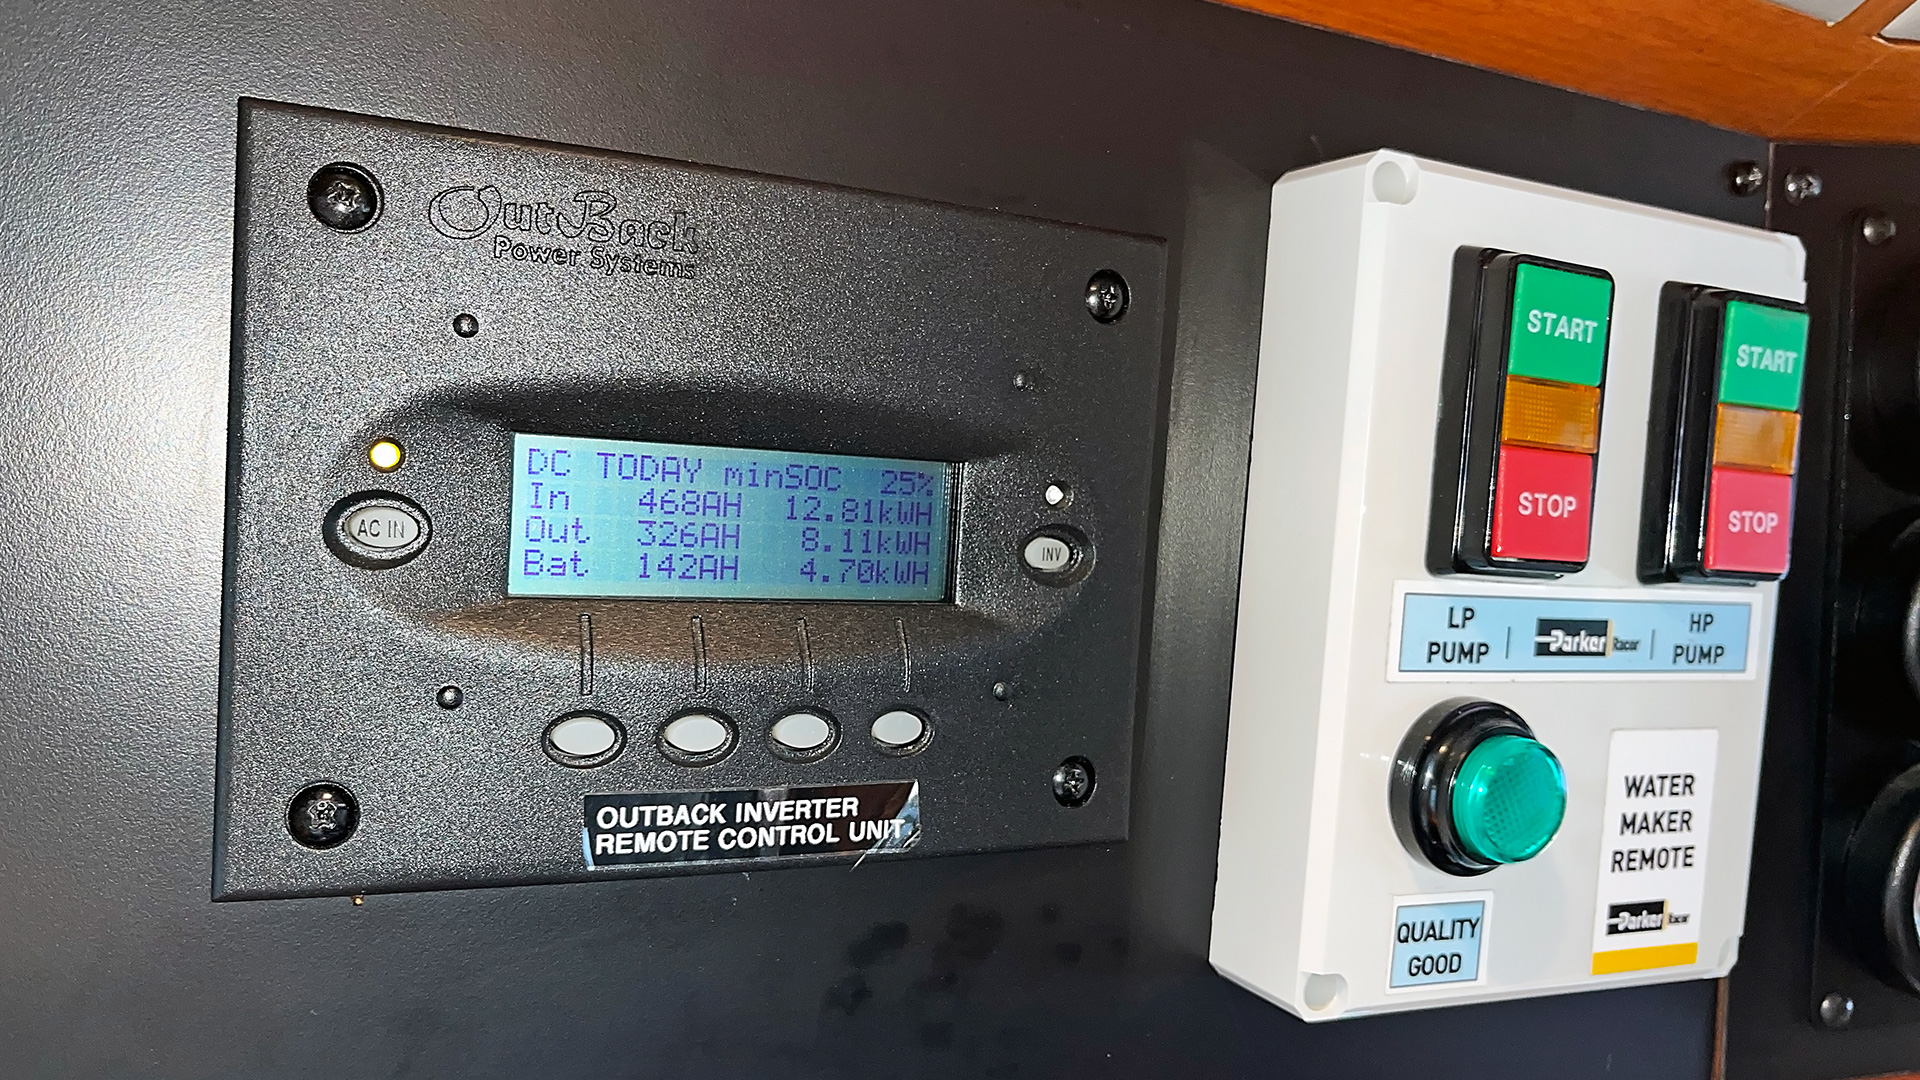 OutBack
Power Systems
AC IN
DC TODAY minSOC 25%
In 468AH 12.81kWH
Out 326AH 8.11kWH
Bat 142AH 4.70kWH
INV
OUTBACK INVERTER
REMOTE CONTROL UNIT
START
STOP
START
STOP
LP
PUMP
Parker Racor
HP
PUMP
QUALITY
GOOD
WATER
MAKER
REMOTE
Parker Racor